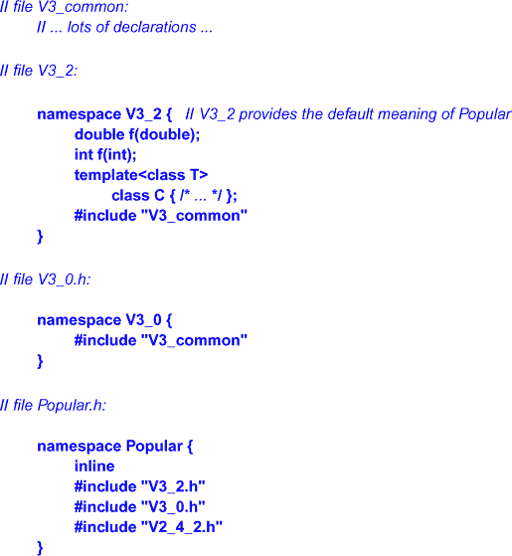 // file V3_common:
// ... lots of declarations ...
// file V3_2:
namespace V3_2 { // V3_2 provides the default meaning of Popular
double f(double);
int f(int);
template<class T>
class C { /* ... */ };
#include "V3_common"
}
// file V3_0.h:
namespace V3_0 {
#include "V3_common"
}
// file Popular.h:
namespace Popular {
inline
#include "V3_2.h"
#include "V3_0.h"
#include "V2_4_2.h"
}